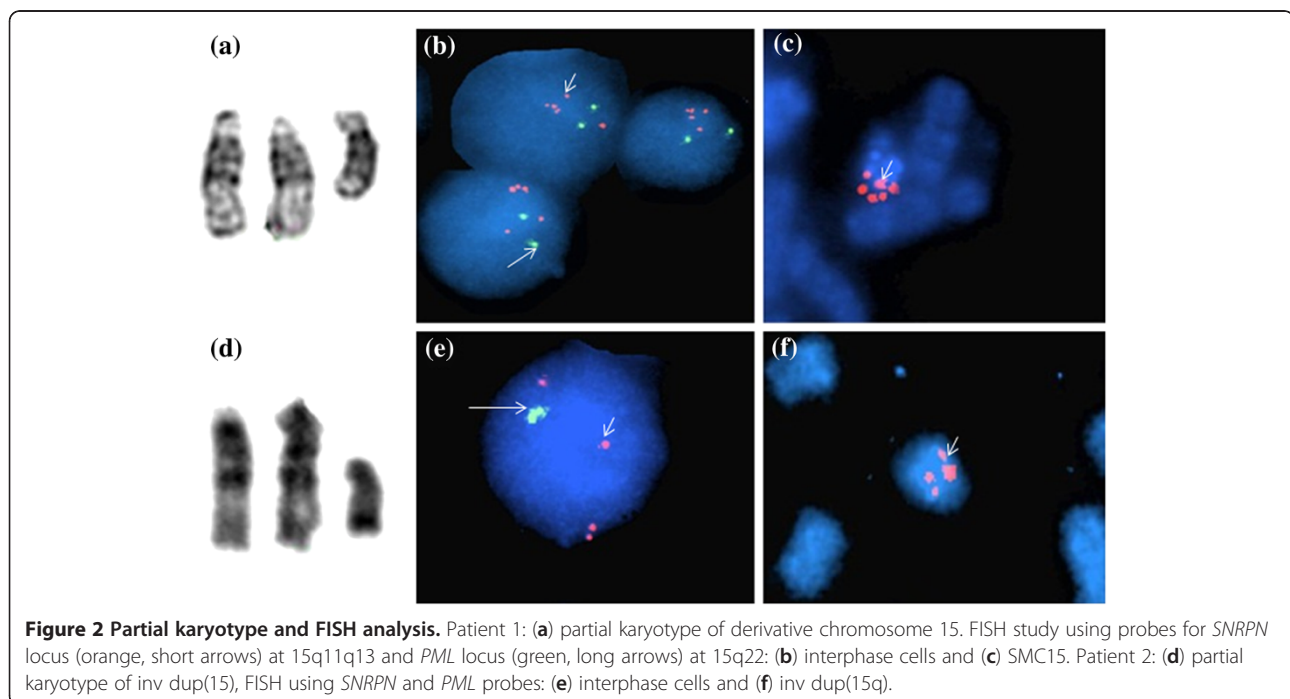 (a)
(b)
(c)
(d)
(e)
(f)
Figure 2 Partial karyotype and FISH analysis. Patient 1: (a) partial karyotype of derivative chromosome 15. FISH study using probes for SNRPN
locus (orange, short arrows) at 15q11q13 and PML locus (green, long arrows) at 15q22: (b) interphase cells and (c) SMC15. Patient 2: (d) partial
karyotype of inv dup(15), FISH using SNRPN and PML probes: (e) interphase cells and (f) inv dup(15q).